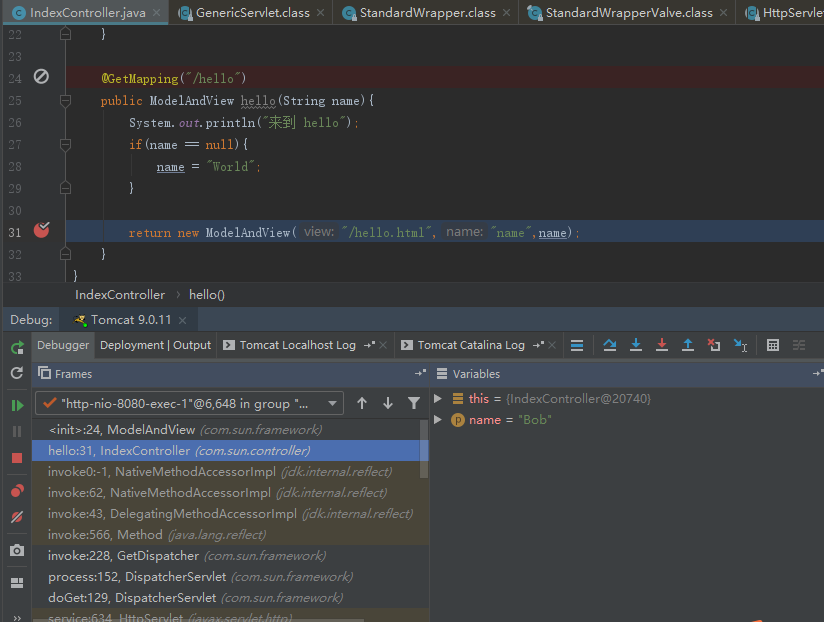 IndexController.java × GenericServlet.class × StandardWrapper.class × StandardWrapperValve.class × HttpServle
22 }
23
24 @GetMapping("/hello")
25 public ModelAndView hello(String name){
26 System.out.println("来到 hello");
27 if(name == null){
28 name = "World";
29 }
30
31 return new ModelAndView( view: "/hello.html", name: "name",name);
32 }
33 }
IndexController › hello()
Debug: Tomcat 9.0.11 ×
Debugger Deployment | Output Tomcat Localhost Log × Tomcat Catalina Log ×
Frames Variables
"http-nio-8080-exec-1"@6,648 in group "...
<init>:24, ModelAndView (com.sun.framework)
hello:31, IndexController (com.sun.controller)
invoke0:-1, NativeMethodAccessorImpl (jdk.internal.reflect)
invoke:62, NativeMethodAccessorImpl (jdk.internal.reflect)
invoke:43, DelegatingMethodAccessorImpl (jdk.internal.reflect)
invoke:566, Method (java.lang.reflect)
invoke:228, GetDispatcher (com.sun.framework)
process:152, DispatcherServlet (com.sun.framework)
doGet:129, DispatcherServlet (com.sun.framework)
service:634, HttpServlet (javax.servlet.http)
this = {IndexController@20740}
p name = "Bob"